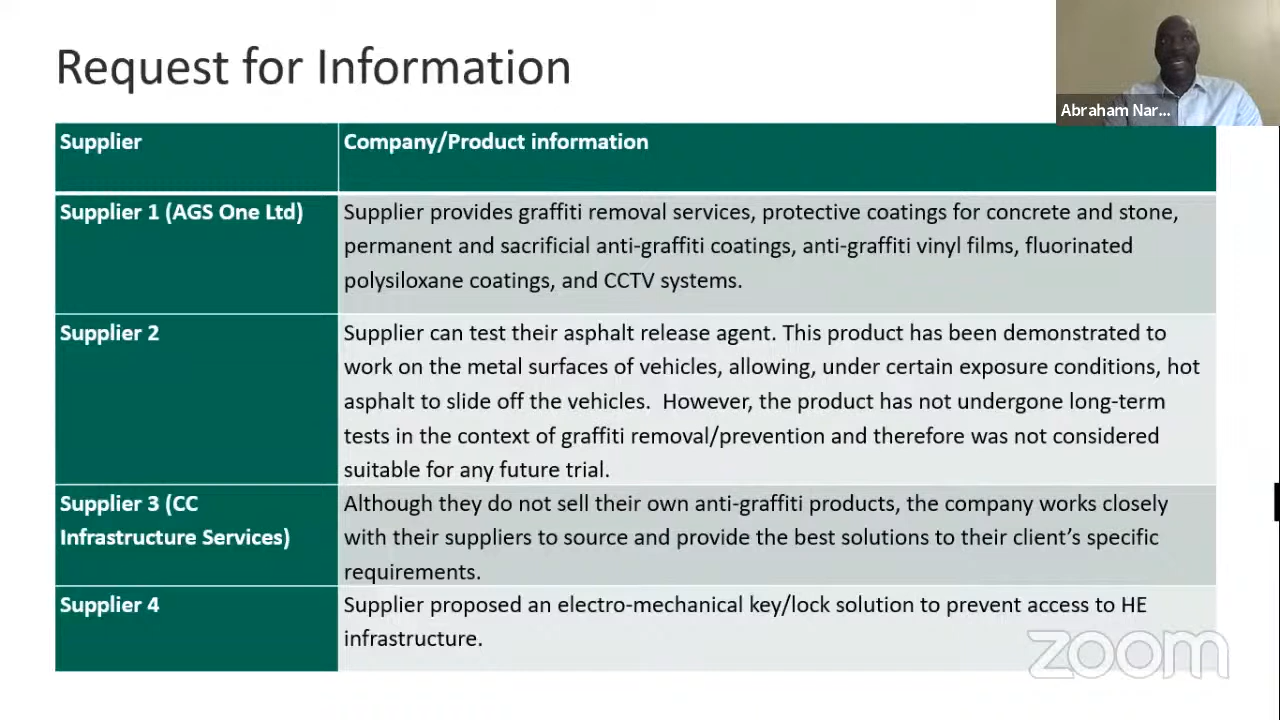 Request for Information
Abraham Nar...
Supplier
Company/Product information
Supplier 1 (AGS One Ltd)
Supplier provides graffiti removal services, protective coatings for concrete and stone,
permanent and sacrificial anti-graffiti coatings, anti-graffiti vinyl films, fluorinated
polysiloxane coatings, and CCTV systems.
Supplier 2
Supplier can test their asphalt release agent. This product has been demonstrated to
work on the metal surfaces of vehicles, allowing, under certain exposure conditions, hot
asphalt to slide off the vehicles.  However, the product has not undergone long-term
tests in the context of graffiti removal/prevention and therefore was not considered
suitable for any future trial.
Supplier 3 (CC
Infrastructure Services)
Although they do not sell their own anti-graffiti products, the company works closely
with their suppliers to source and provide the best solutions to their client’s specific
requirements.
Supplier 4
Supplier proposed an electro-mechanical key/lock solution to prevent access to HE
infrastructure.
zoom